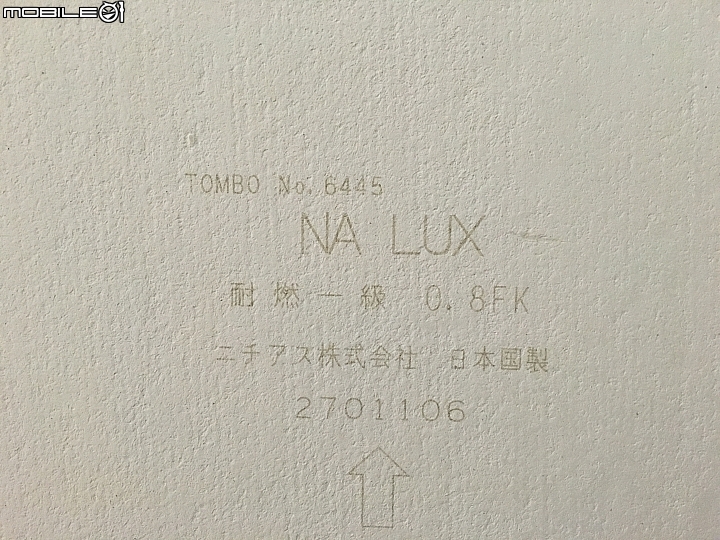 MOBILE01
TOMBO No. 6445
NA LUX
耐燃一級 0.8FK
ニチアス株式会社 日本国製
2701106